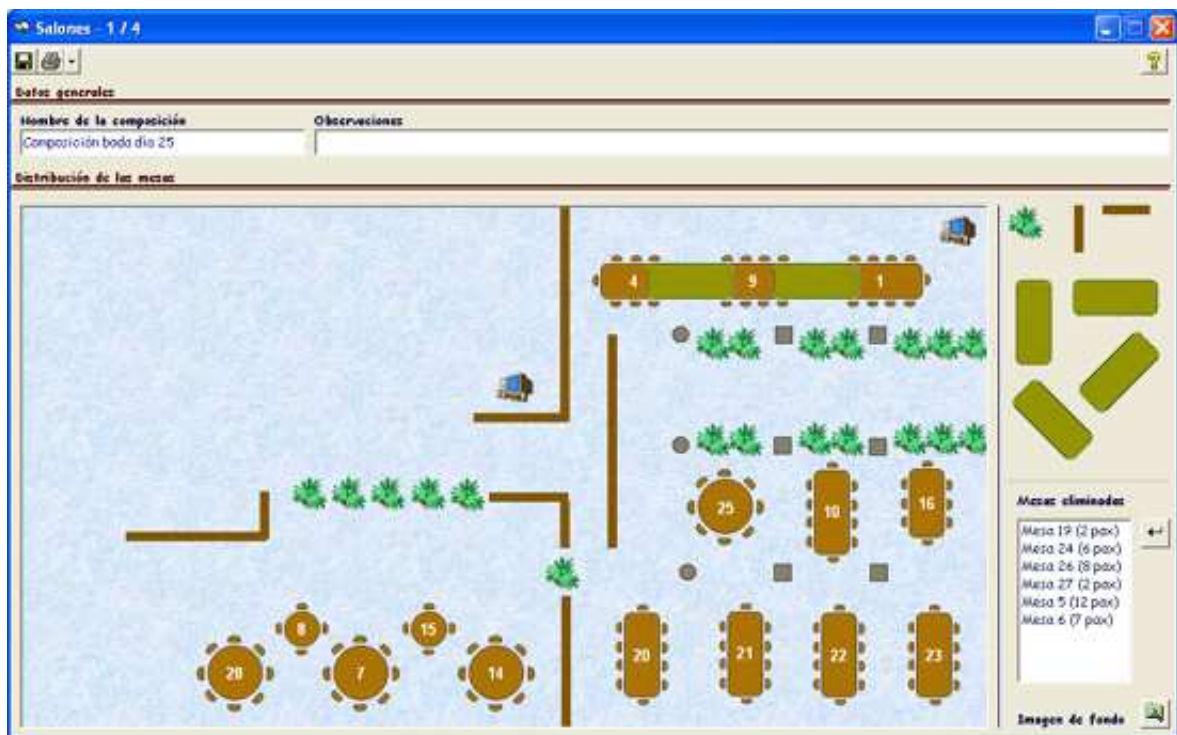 Salones - 1 / 4
Datos generales
Nombre de la composición
Observaciones
Composición boda día 25
Distribución de las mesas
4
9
1
25
10
16
8
15
28
7
14
20
21
22
23
Mesas eliminadas
Mesa 19 (2 pax)
Mesa 24 (6 pax)
Mesa 26 (8 pax)
Mesa 27 (2 pax)
Mesa 5 (12 pax)
Mesa 6 (7 pax)
Imagen de fondo